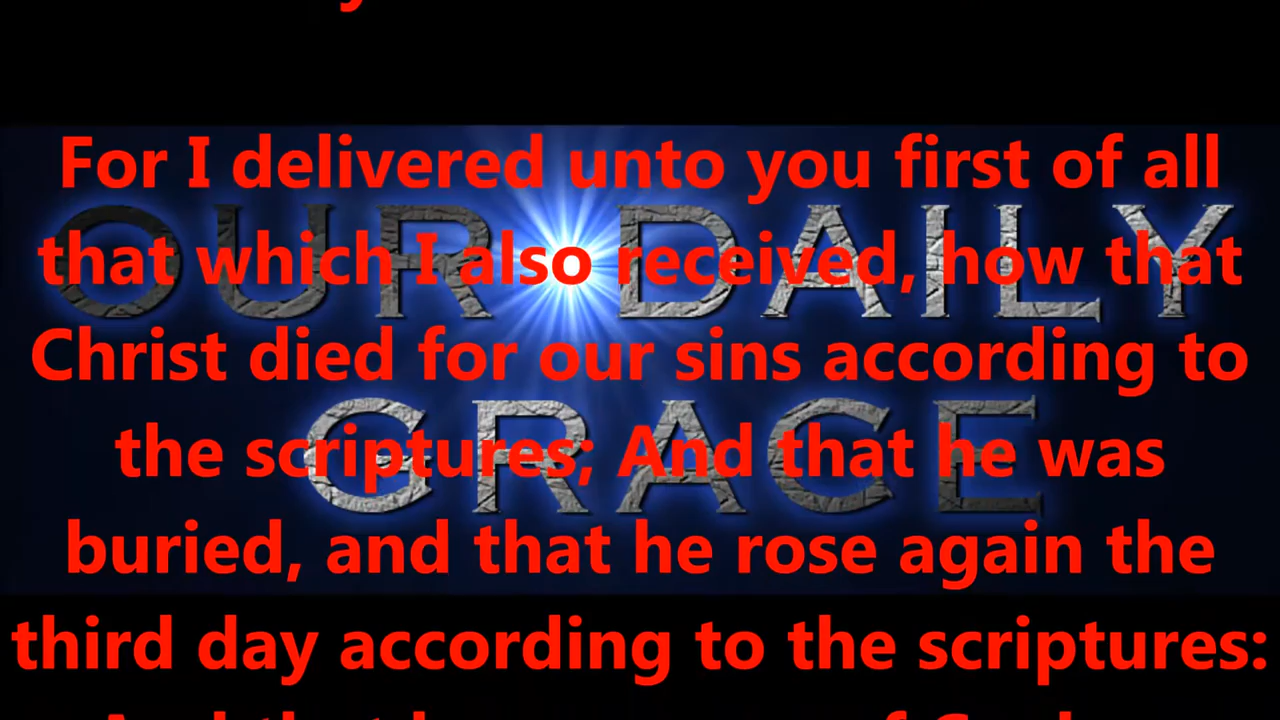 For I delivered unto you first of all
OUR DAILY
that which I also received, how that
Christ died for our sins according to
GRACE
the scriptures; And that he was
buried, and that he rose again the
third day according to the scriptures: